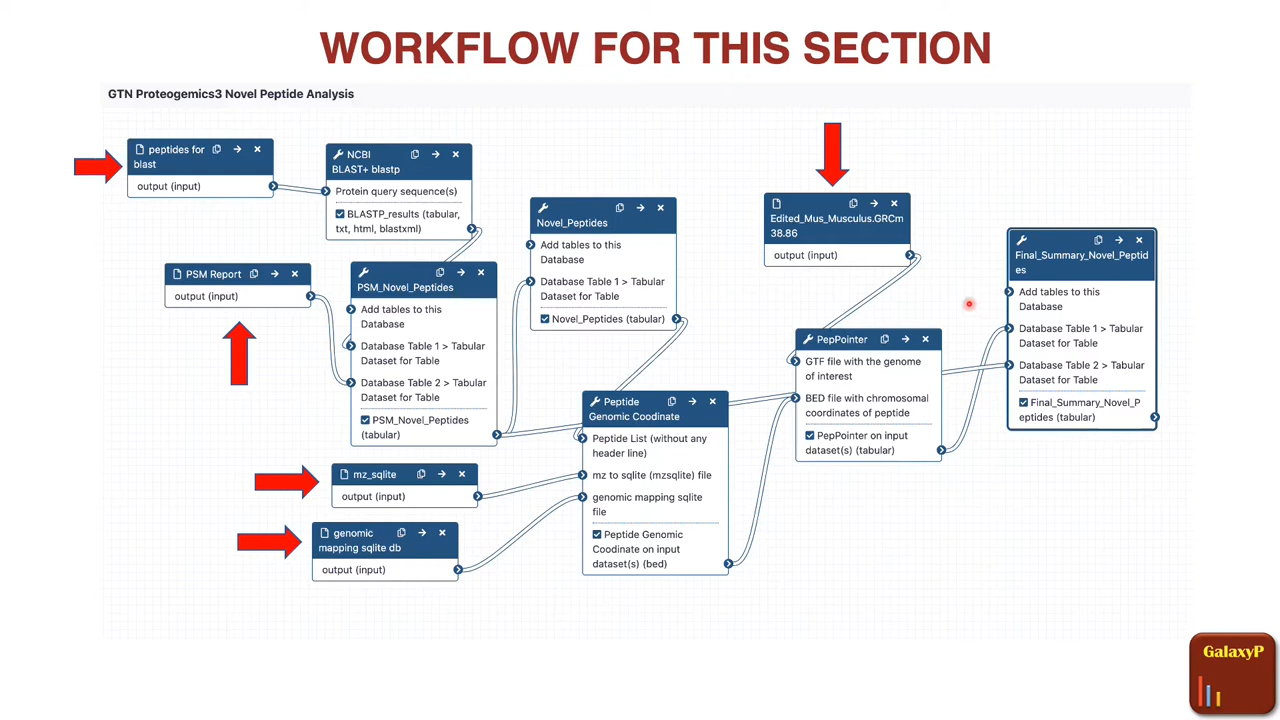 WORKFLOW FOR THIS SECTION
GTN Proteogemics3 Novel Peptide Analysis
peptides for
blast
output (input)
NCBI
BLAST+ blastp
Protein query sequence(s)
BLASTP_results (tabular,
txt, html, blastxml)
PSM Report
output (input)
PSM_Novel_Peptides
Add tables to this
Database
Database Table 1 > Tabular
Dataset for Table
Database Table 2 > Tabular
Dataset for Table
PSM_Novel_Peptides
(tabular)
Novel_Peptides
Add tables to this
Database
Database Table 1 > Tabular
Dataset for Table
Novel_Peptides (tabular)
mz_sqlite
output (input)
genomic
mapping sqlite db
output (input)
Peptide
Genomic Coodinate
Peptide List (without any
header line)
mz to sqlite (mzsqlite) file
genomic mapping sqlite
file
Peptide Genomic
Coodinate on input
dataset(s) (bed)
Edited_Mus_Musculus.GRCm
38.86
output (input)
PepPointer
GTF file with the genome
of interest
BED file with chromosomal
coordinates of peptide
PepPointer on input
dataset(s) (tabular)
Final_Summary_Novel_Peptid
es
Add tables to this
Database
Database Table 1 > Tabular
Dataset for Table
Database Table 2 > Tabular
Dataset for Table
Final_Summary_Novel_P
eptides (tabular)
GalaxyP